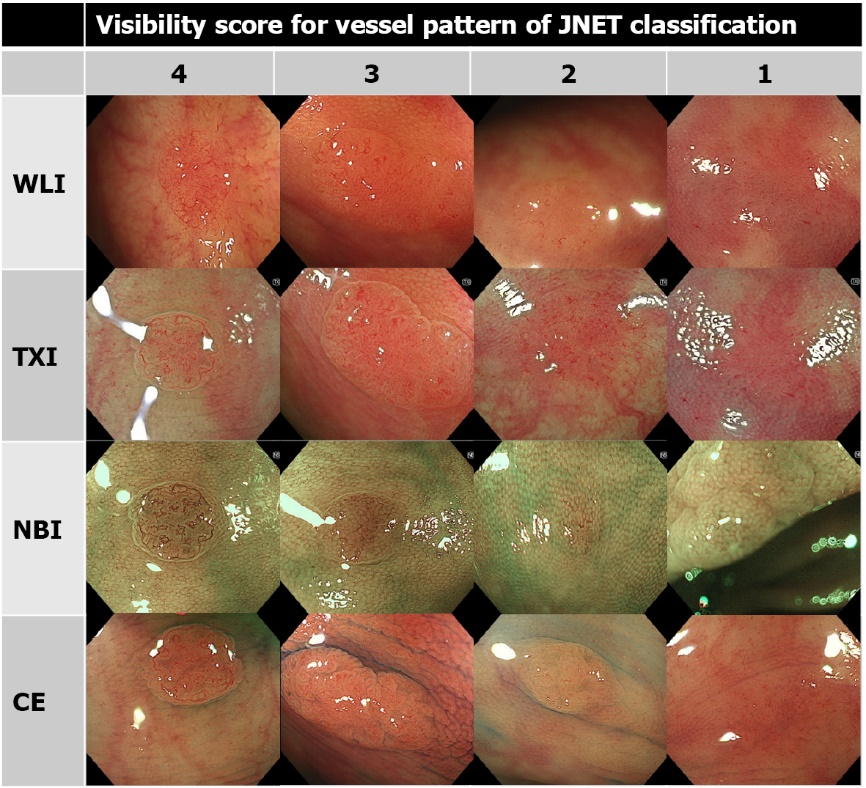 Visibility score for vessel pattern of JNET classification
4 3 2 1
WLI
TXI
NBI
CE